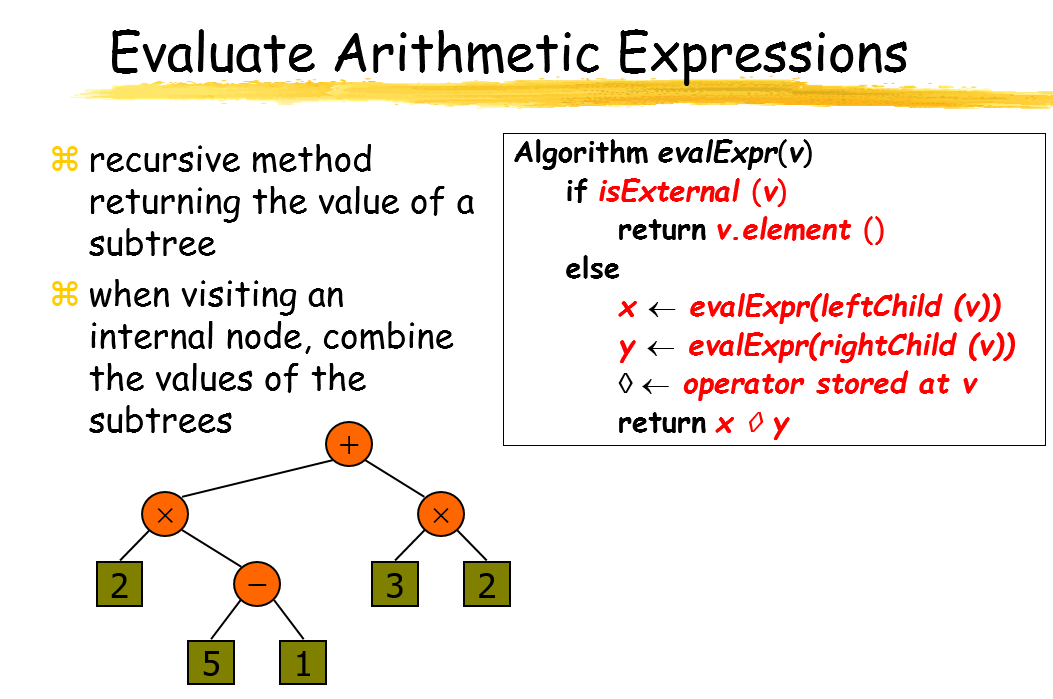 Evaluate Arithmetic Expressions
⌘ recursive method
returning the value of a
subtree
⌘ when visiting an
internal node, combine
the values of the
subtrees
Algorithm evalExpr(v)
if isExternal (v)
return v.element ()
else
x ← evalExpr(leftChild (v))
y ← evalExpr(rightChild (v))
◊ ← operator stored at v
return x ◊ y
+
× ×
2 − 3 2
5 1